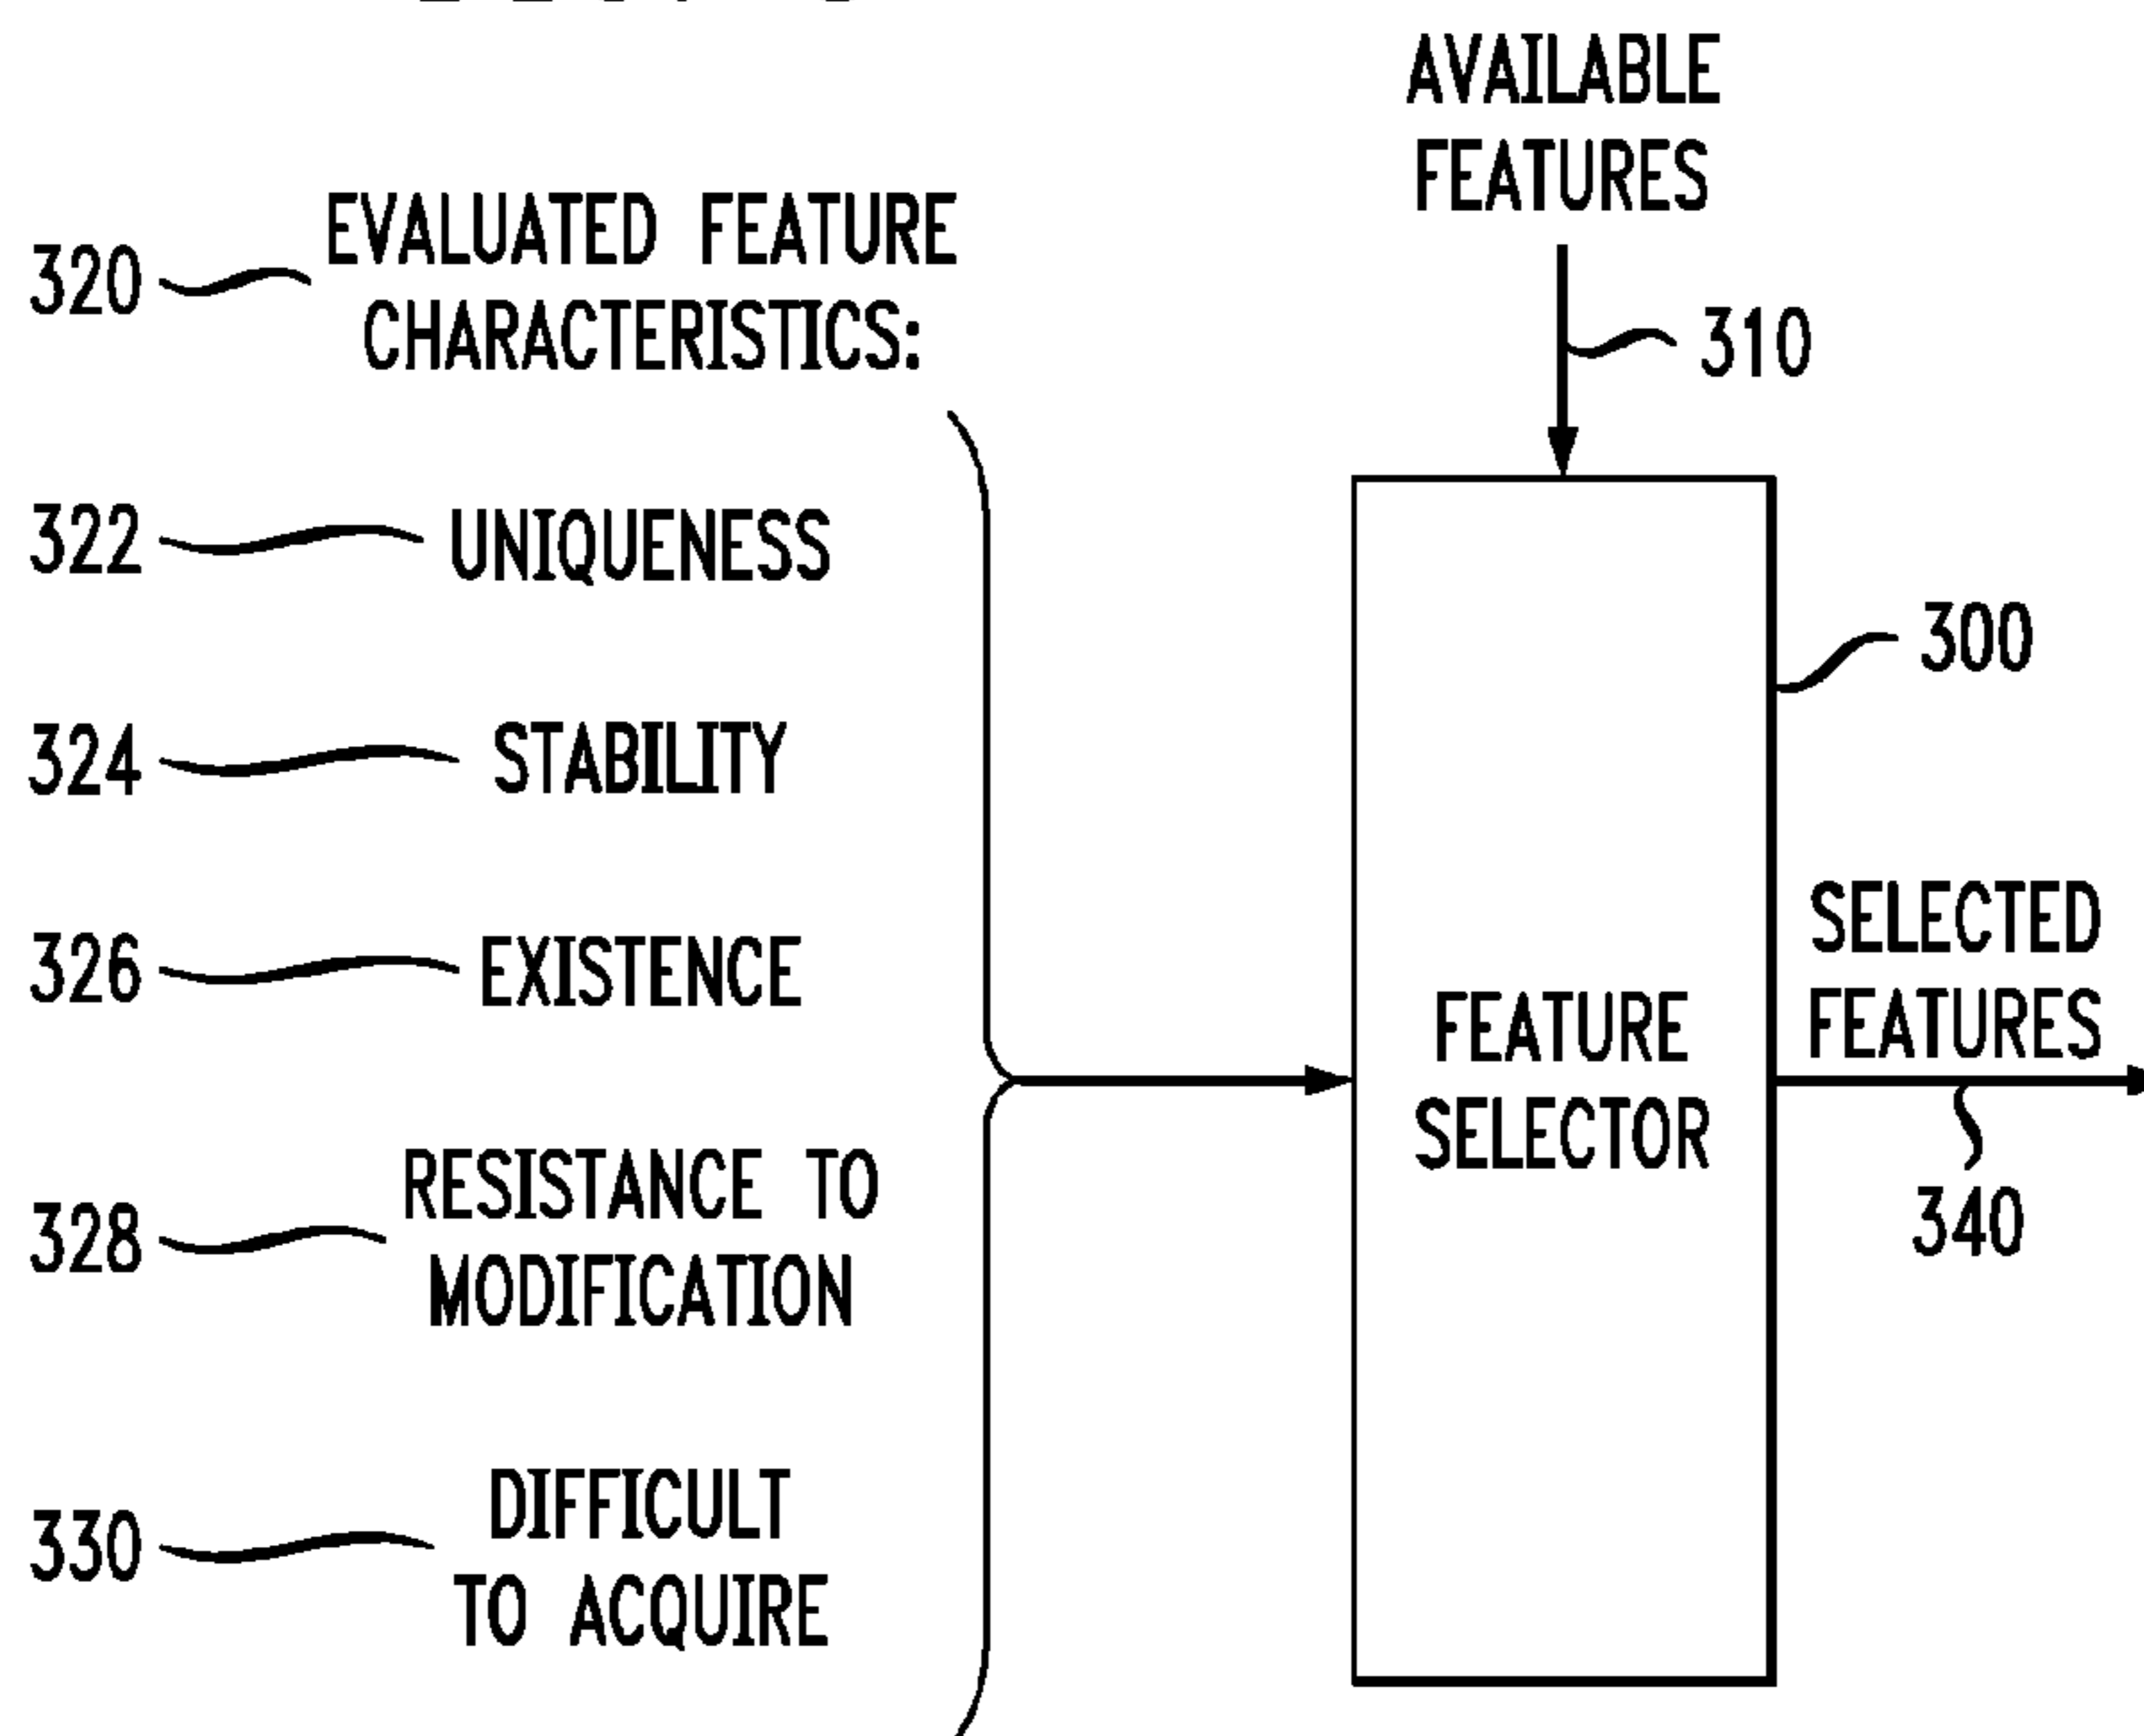 AVAILABLE
FEATURES
310
320 EVALUATED FEATURE
CHARACTERISTICS:
322 UNIQUENESS
324 STABILITY
326 EXISTENCE
328 RESISTANCE TO
MODIFICATION
330 DIFFICULT
TO ACQUIRE
300
FEATURE
SELECTOR
SELECTED
FEATURES
340